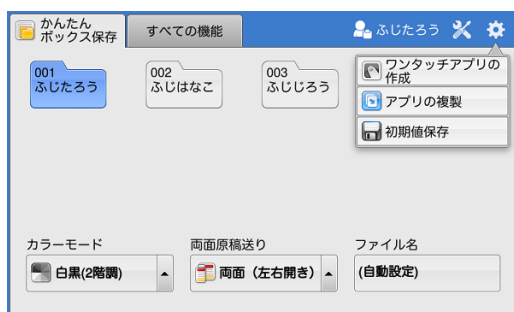 かんたん
ボックス保存
すべての機能
ふじたろう
001
ふじたろう
002
ふじはなこ
003
ふじじろう
ワンタッチアプリの
作成
アプリの複製
初期値保存
カラーモード
両面原稿送り
ファイル名
白黒(2階調)
両面（左右開き）
(自動設定)